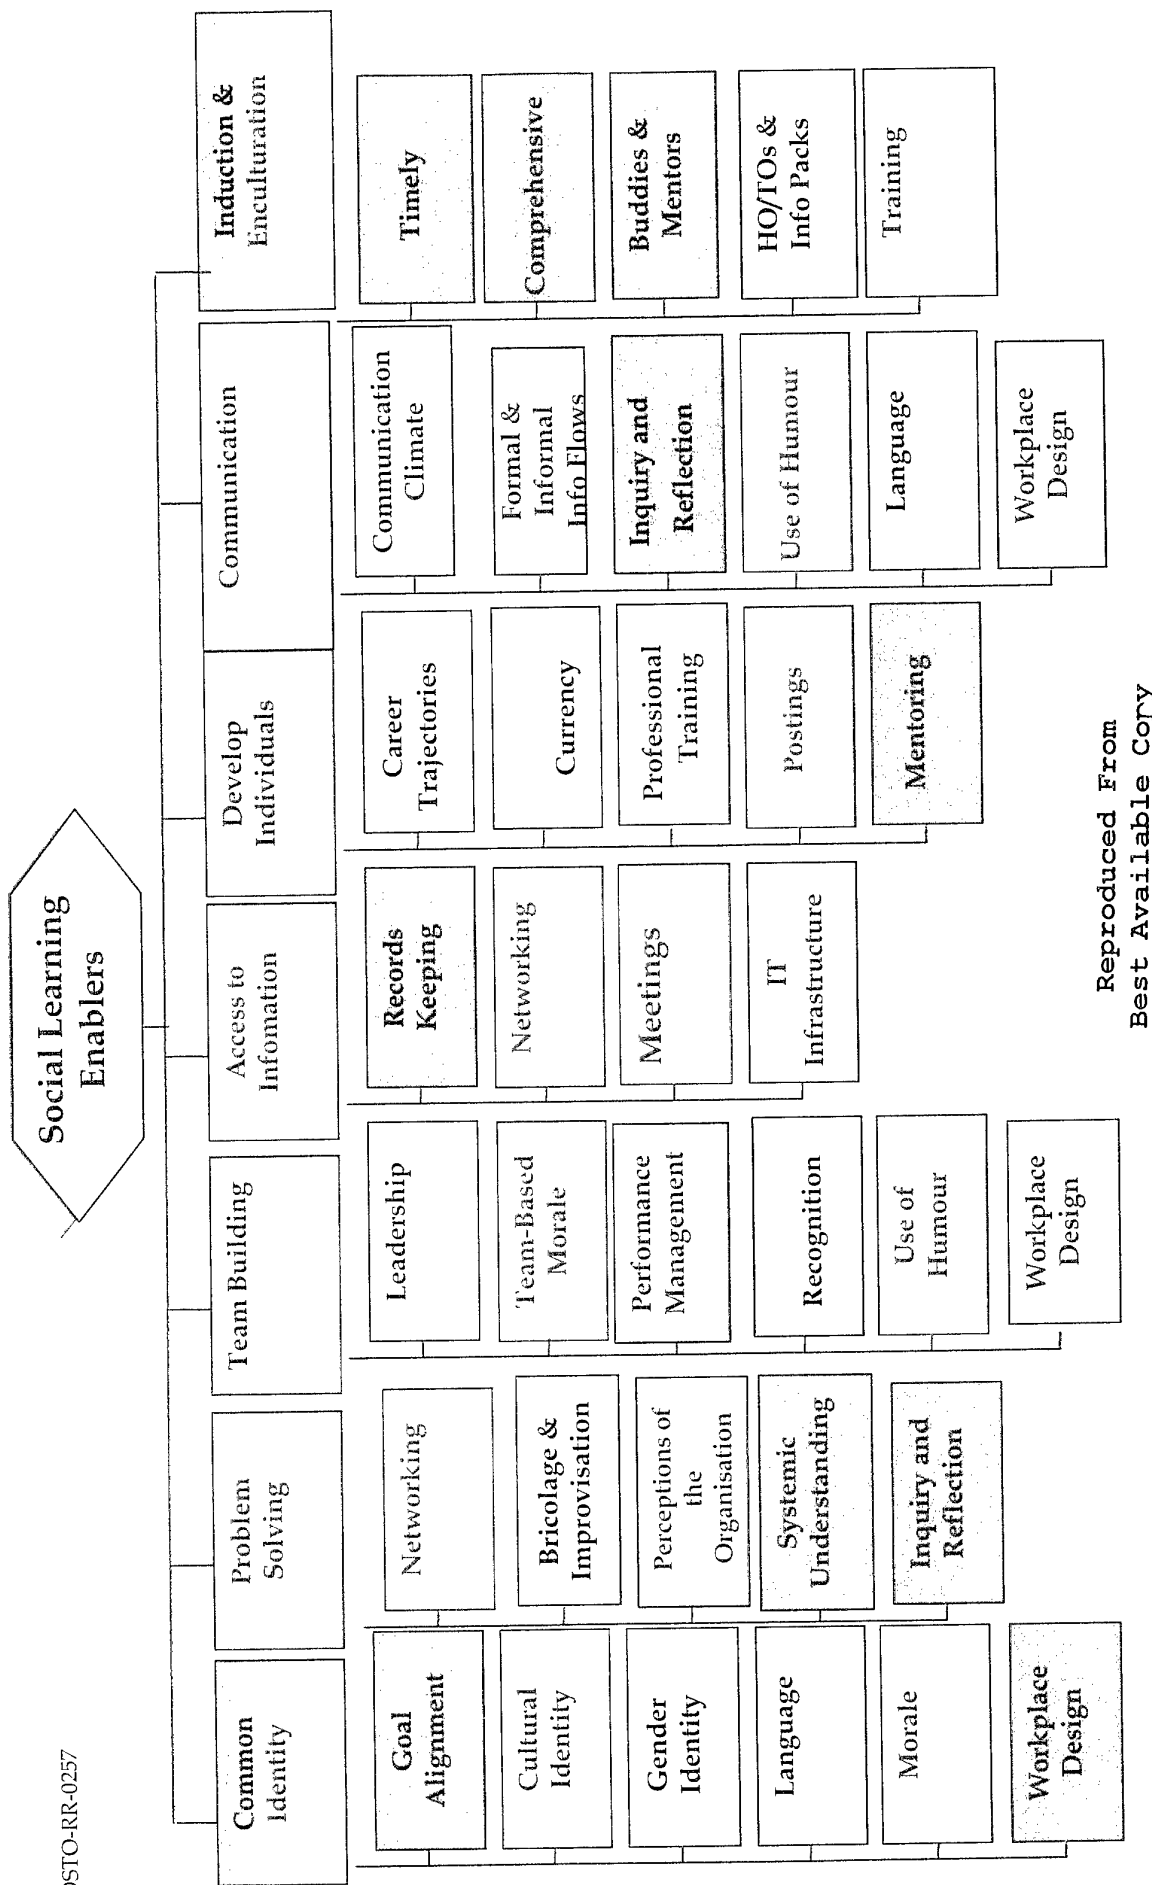 DSTO-RR-0257
Social Learning
Enablers
Common
Identity
Goal
Alignment
Cultural
Identity
Gender
Identity
Language
Morale
Workplace
Design
Problem
Solving
Networking
Bricolage &
Improvisation
Perceptions of
the
Organisation
Systemic
Understanding
Inquiry and
Reflection
Team Building
Leadership
Team-Based
Morale
Performance
Management
Recognition
Use of
Humour
Workplace
Design
Access to
Infomation
Records
Keeping
Networking
Meetings
IT
Infrastructure
Develop
Individuals
Career
Trajectories
Currency
Professional
Training
Postings
Mentoring
Communication
Communication
Climate
Formal &
Informal
Info Flows
Inquiry and
Reflection
Use of Humour
Language
Workplace
Design
Induction &
Enculturation
Timely
Comprehensive
Buddies &
Mentors
HO/TOs &
Info Packs
Training
Reproduced From
Best Available Copy